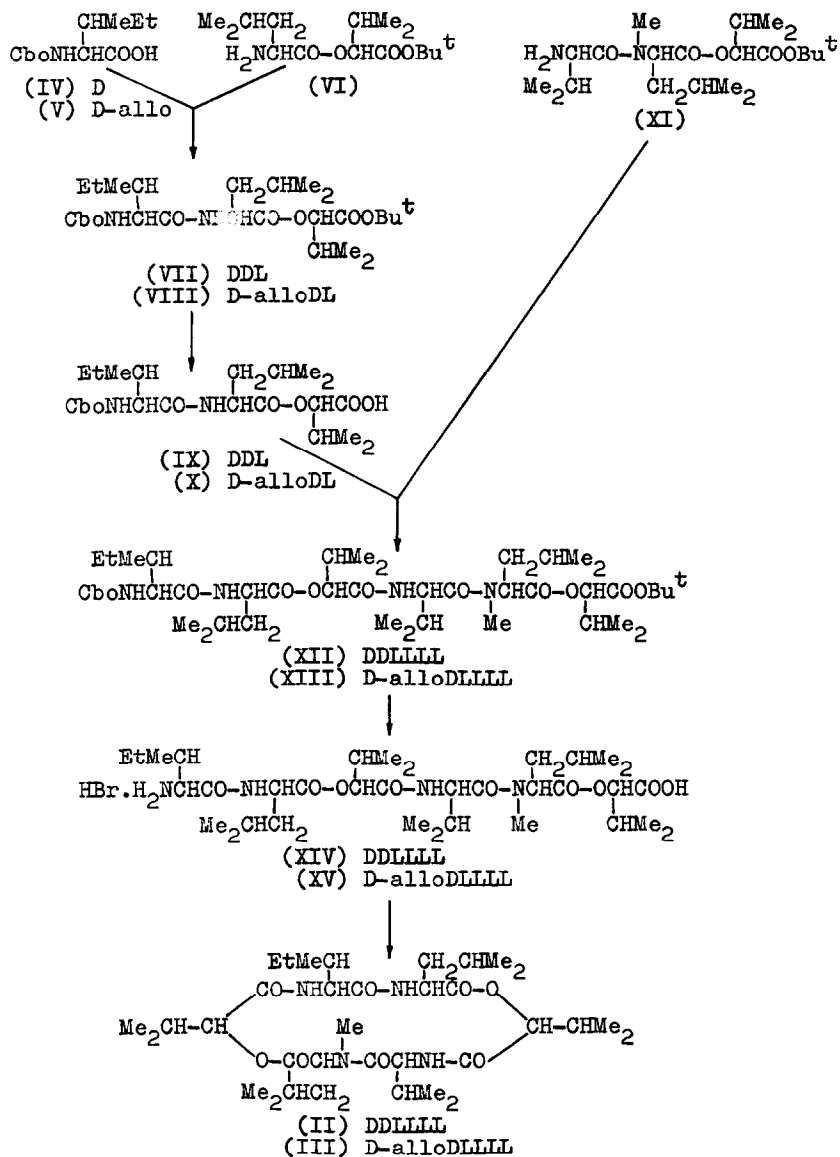 CHMeEt Me2CHCH2 CHMe2 Me CHMe2
CboNHCHCOOH H2NCHCO-OCHCOOBut H2NCHCO-NCHCO-OCHCOOBut
(IV) D (VI) Me2CH CH2CHMe2
(V) D-allo (XI)
EtMeCH CH2CHMe2
CboNHCHCO-NHCHCO-OCHCOOBut
CHMe2
(VII) DDL
(VIII) D-alloDL
EtMeCH CH2CHMe2
CboNHCHCO-NHCHCO-OCHCOOH
CHMe2
(IX) DDL
(X) D-alloDL
EtMeCH CHMe2 CH2CHMe2
CboNHCHCO-NHCHCO-OCHCO-NHCHCO-NCHCO-OCHCOOBut
Me2CHCH2 Me2CH Me CHMe2
(XII) DDLLLL
(XIII) D-alloDLLLL
EtMeCH CHMe2 CH2CHMe2
HBr.H2NCHCO-NHCHCO-OCHCO-NHCHCO-NCHCO-OCHCOOH
Me2CHCH2 Me2CH Me CHMe2
(XIV) DDLLLL
(XV) D-alloDLLLL
EtMeCH CH2CHMe2
CO-NHCHCO-NHCHCO-O
Me2CH-CH Me CH-CHMe2
O-COCHN-COCHNH-CO
Me2CHCH2 CHMe2
(II) DDLLLL
(III) D-alloDLLLL